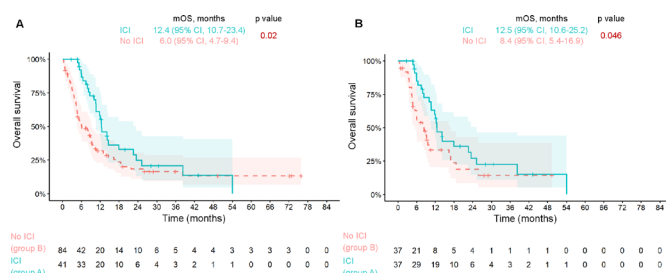 A
mOS, months p value
ICI 12.4 (95% CI, 10.7-23.4)
No ICI 6.0 (95% CI, 4.7-9.4)
0.02
Overall survival
100%
75%
50%
25%
0%
0 6 12 18 24 30 36 42 48 54 60 66 72 78 84
Time (months)
No ICI
(group B) 84 42 20 14 10 6 5 4 4 3 3 3 3 0 0
ICI
(group A) 41 33 20 10 6 4 3 2 1 1 0 0 0 0 0
B
mOS, months p value
ICI 12.5 (95% CI, 10.6-25.2)
No ICI 8.4 (95% CI, 5.4-16.9)
0.046
Overall survival
100%
75%
50%
25%
0%
0 6 12 18 24 30 36 42 48 54 60 66 72 78 84
Time (months)
No ICI
(group B) 37 21 8 5 4 1 1 1 1 0 0 0 0 0 0
ICI
37 29 19 10 6 4 3 2 1 1 0 0 0 0 0